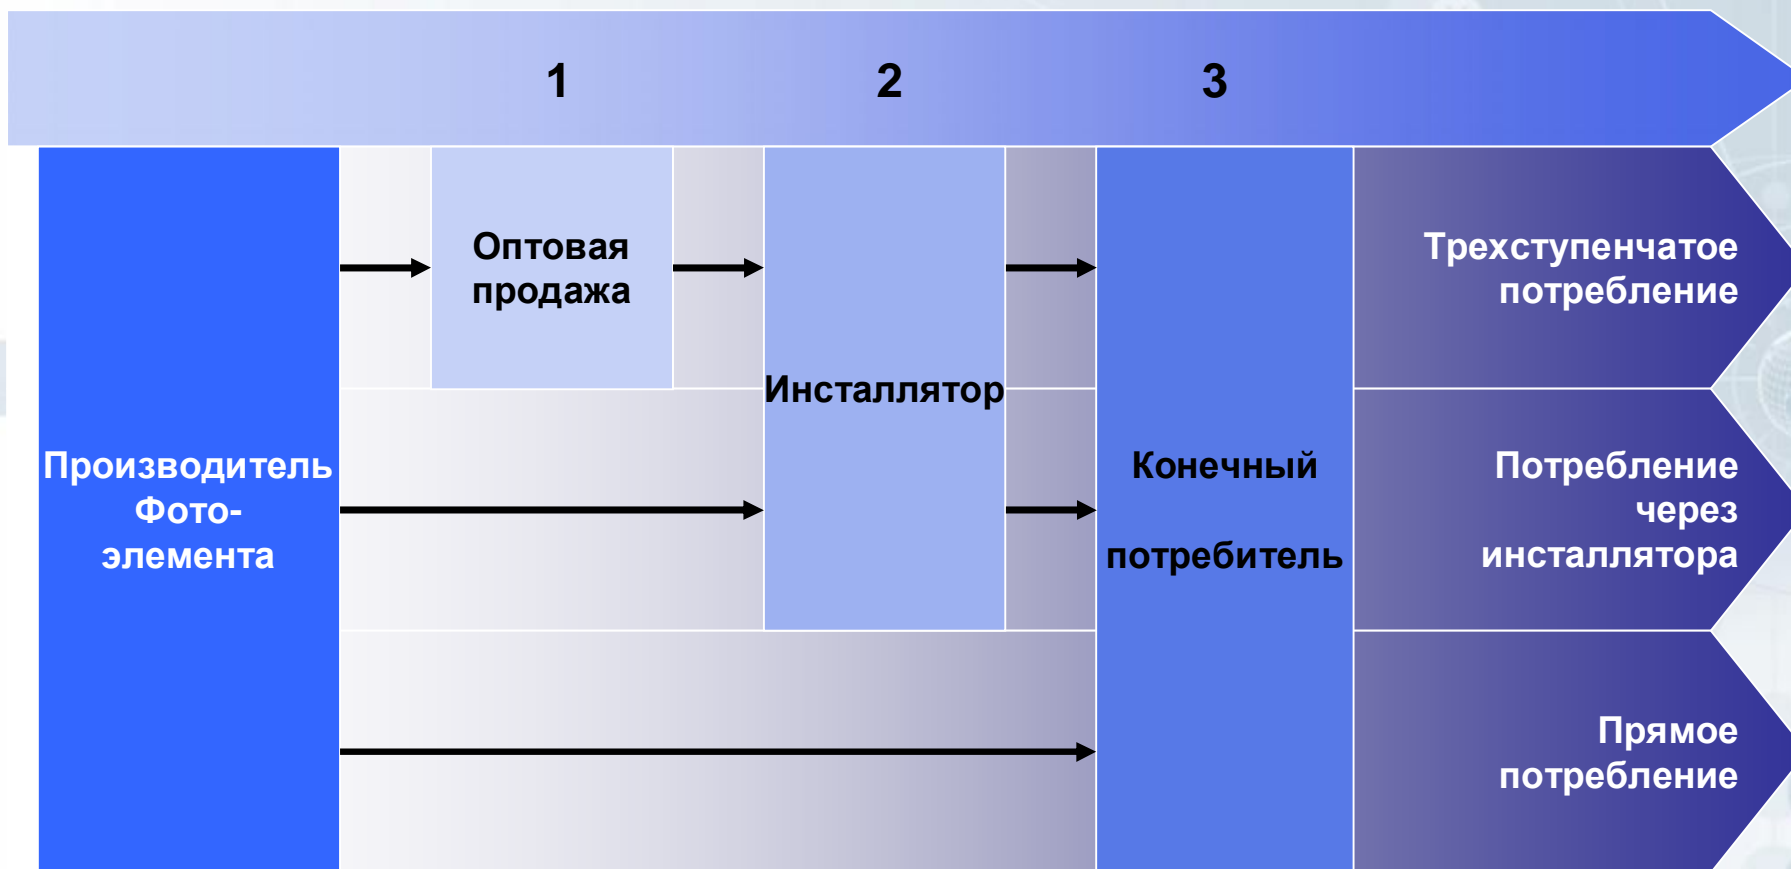 1
2
3
Оптовая
продажа
Трехступенчатое
потребление
Инсталлятор
Производитель
Фото-
элемента
Конечный
потребитель
Потребление
через
инсталлятора
Прямое
потребление